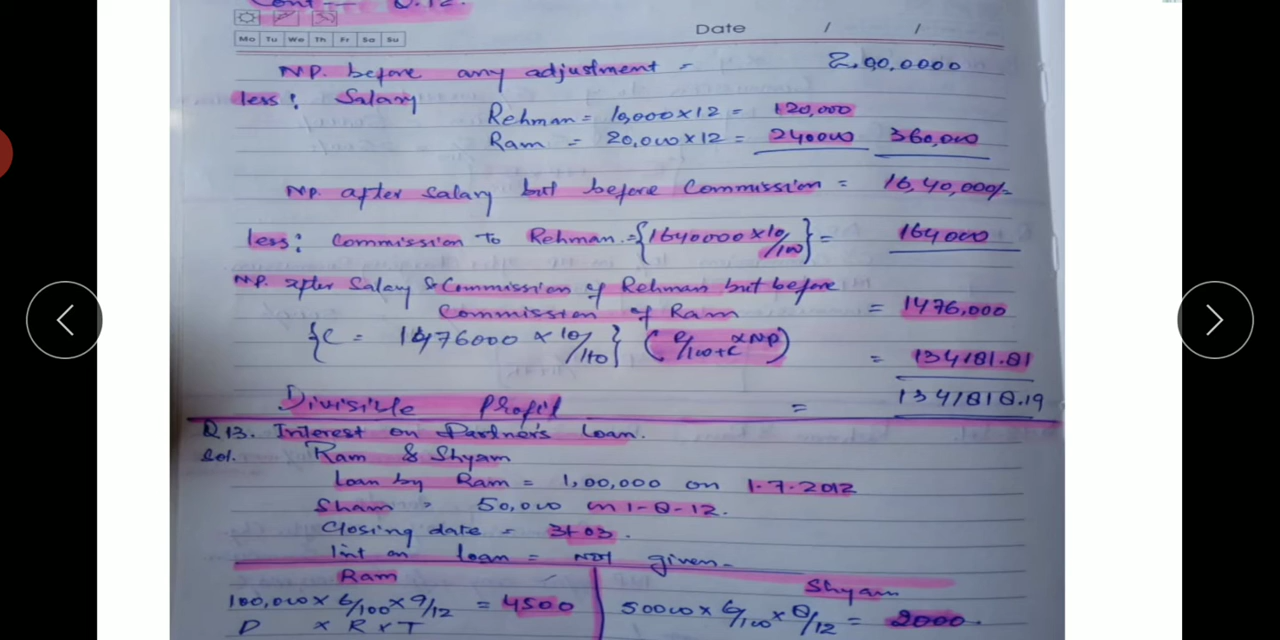 Cont--- Q.12.
Mo Tu We Th Fr Sa Su
Date / /
N.P. before any adjustment = 2,00,0000
less: Salary
Rehman = 10,000 x 12 = 120,000
Ram = 20,000 x 12 = 240000 360,000
N.P. after salary but before Commission = 16,40,000/-
less: Commission to Rehman = {1640000 x 10/100} = 164000
N.P. after Salary & Commission of Rehman but before
Commission of Ram = 1476,000
{C = 1476000 x 10/110} (C/100+C x NP) = 134181.81
Divisible Profit = 1341818.19
Q.13. Interest on Partner's Loan.
Sol. Ram & Shyam
Loan by Ram = 1,00,000 on 1.7.2012
Sham = 50,000 on 1-8-12.
Closing date = 31-03.
Iint on loan = Not given-
Ram
100,000 x 6/100 x 9/12 = 4500
P x R x T
Shyam
50000 x 6/100 x 8/12 = 2000.